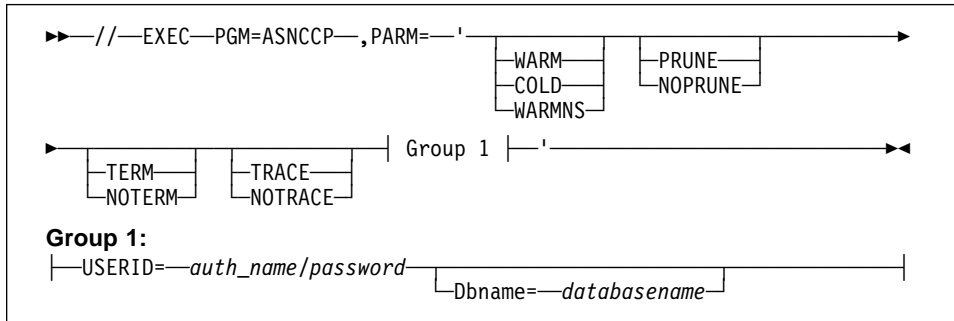 // EXEC PGM=ASNCCP ,PARM= '
WARM PRUNE
COLD NOPRUNE
WARMNS
Group 1 '
TERM TRACE
NOTERM NOTRACE
Group 1:
USERID= auth_name/password
Dbname= databasename